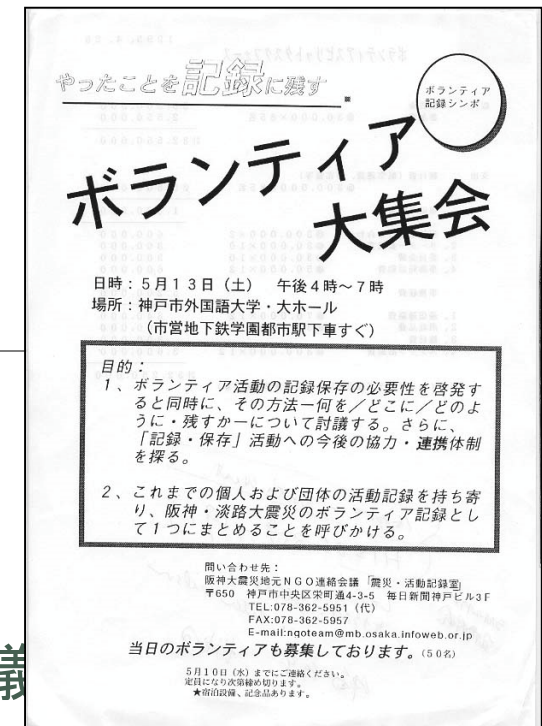 やったことを記録に残す
ボランティア
記録シンポ
ボランティア
大集会
日時：５月１３日（土）　午後４時～７時
場所：神戸市外国語大学・大ホール
（市営地下鉄学園都市駅下車すぐ）
目的：
１、ボランティア活動の記録保存の必要性を啓発す
ると同時に、その方法―何を／どこに／どのよ
うに・残すか―について討議する。さらに、
「記録・保存」活動への今後の協力・連携体制
を探る。
２、これまでの個人および団体の活動記録を持ち寄
り、阪神・淡路大震災のボランティア記録とし
て１つにまとめることを呼びかける。
問い合わせ先：
阪神大震災地元ＮＧＯ連絡会議「震災・活動記録室」
〒650　神戸市中央区栄町通4-3-5　毎日新聞神戸ビル3F
TEL:078-362-5951（代）
FAX:078-362-5957
E-mail:ngoteam@mb.osaka.infoweb.or.jp
当日のボランティアも募集しております。（５０名）
５月１０日（水）までにご連絡ください。
定員になり次第締め切ります。
★宿泊設備、記念品あります。
義